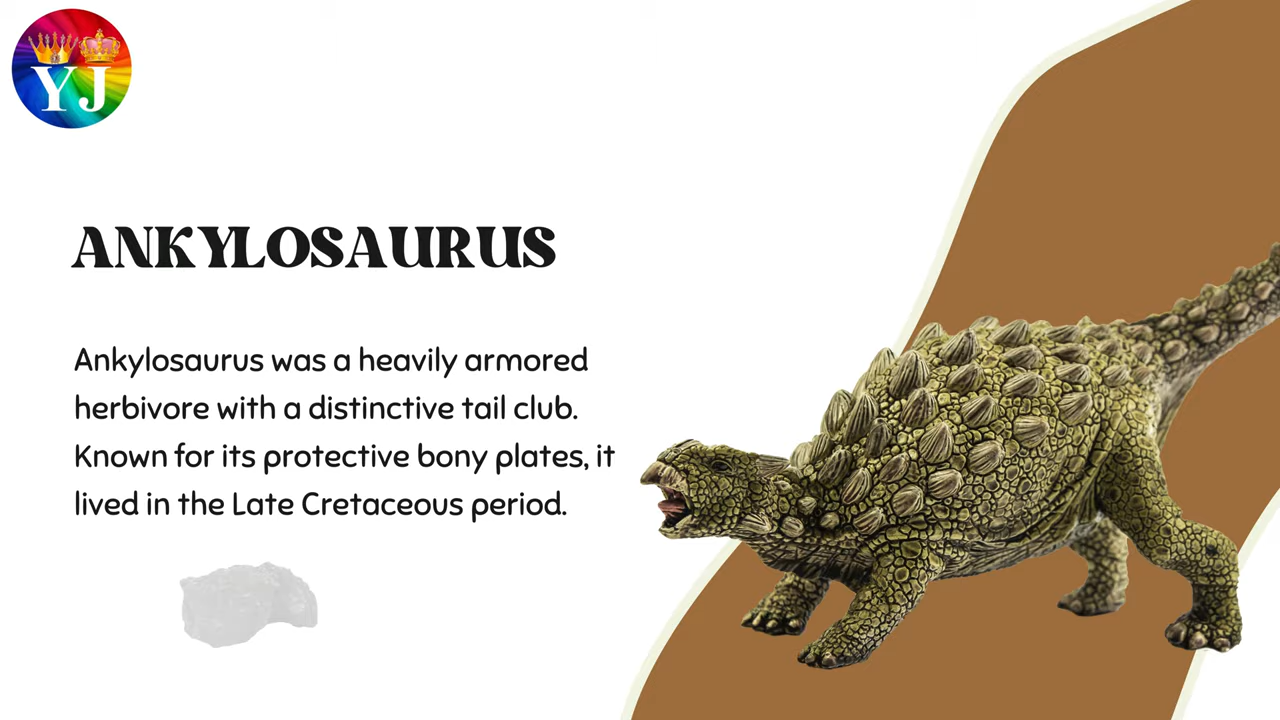 YJ
ANKYLOSAURUS
Ankylosaurus was a heavily armored
herbivore with a distinctive tail club.
Known for its protective bony plates, it
lived in the Late Cretaceous period.